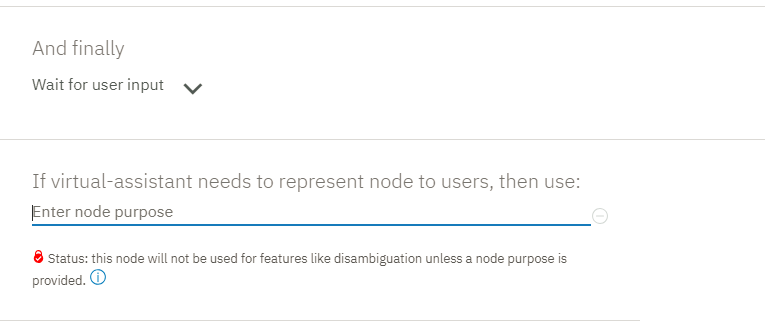 And finally
Wait for user input
If virtual-assistant needs to represent node to users, then use:
Enter node purpose
Status: this node will not be used for features like disambiguation unless a node purpose is
provided.